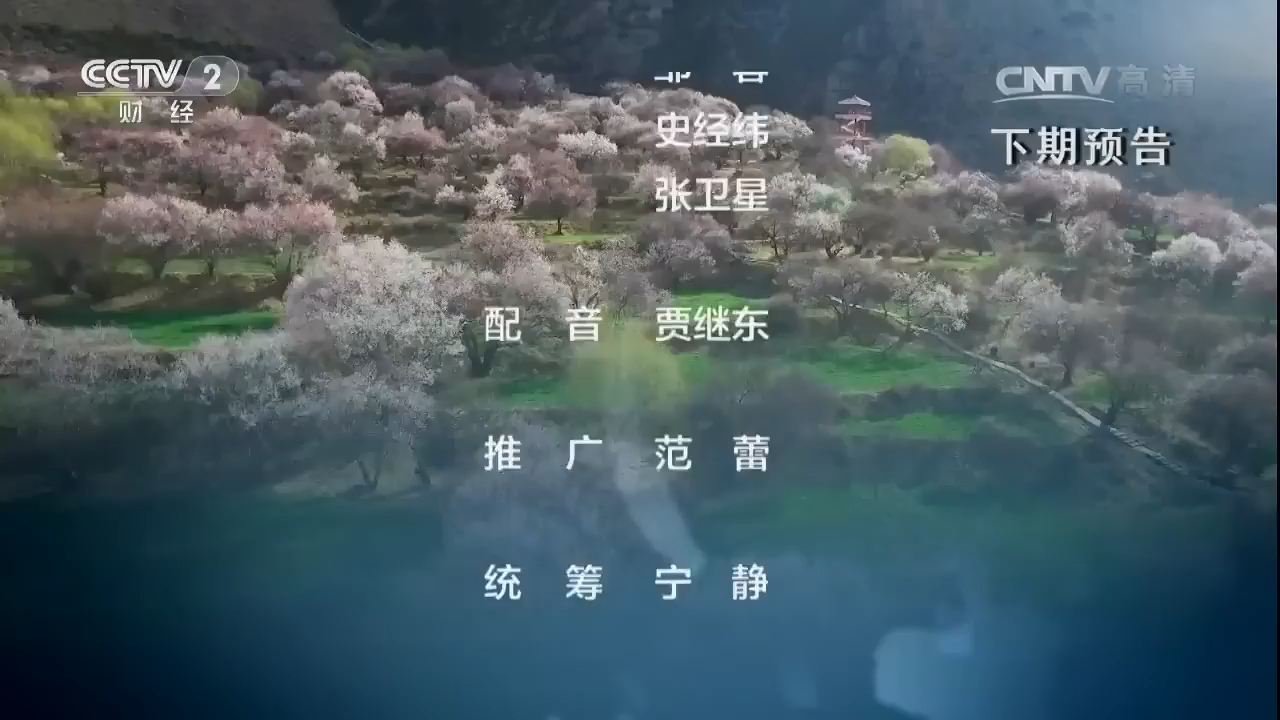 CCTV 2
财经
CNTV高清
下期预告
史经纬
张卫星
配 音 贾继东
推 广 范 蕾
统 筹 宁 静